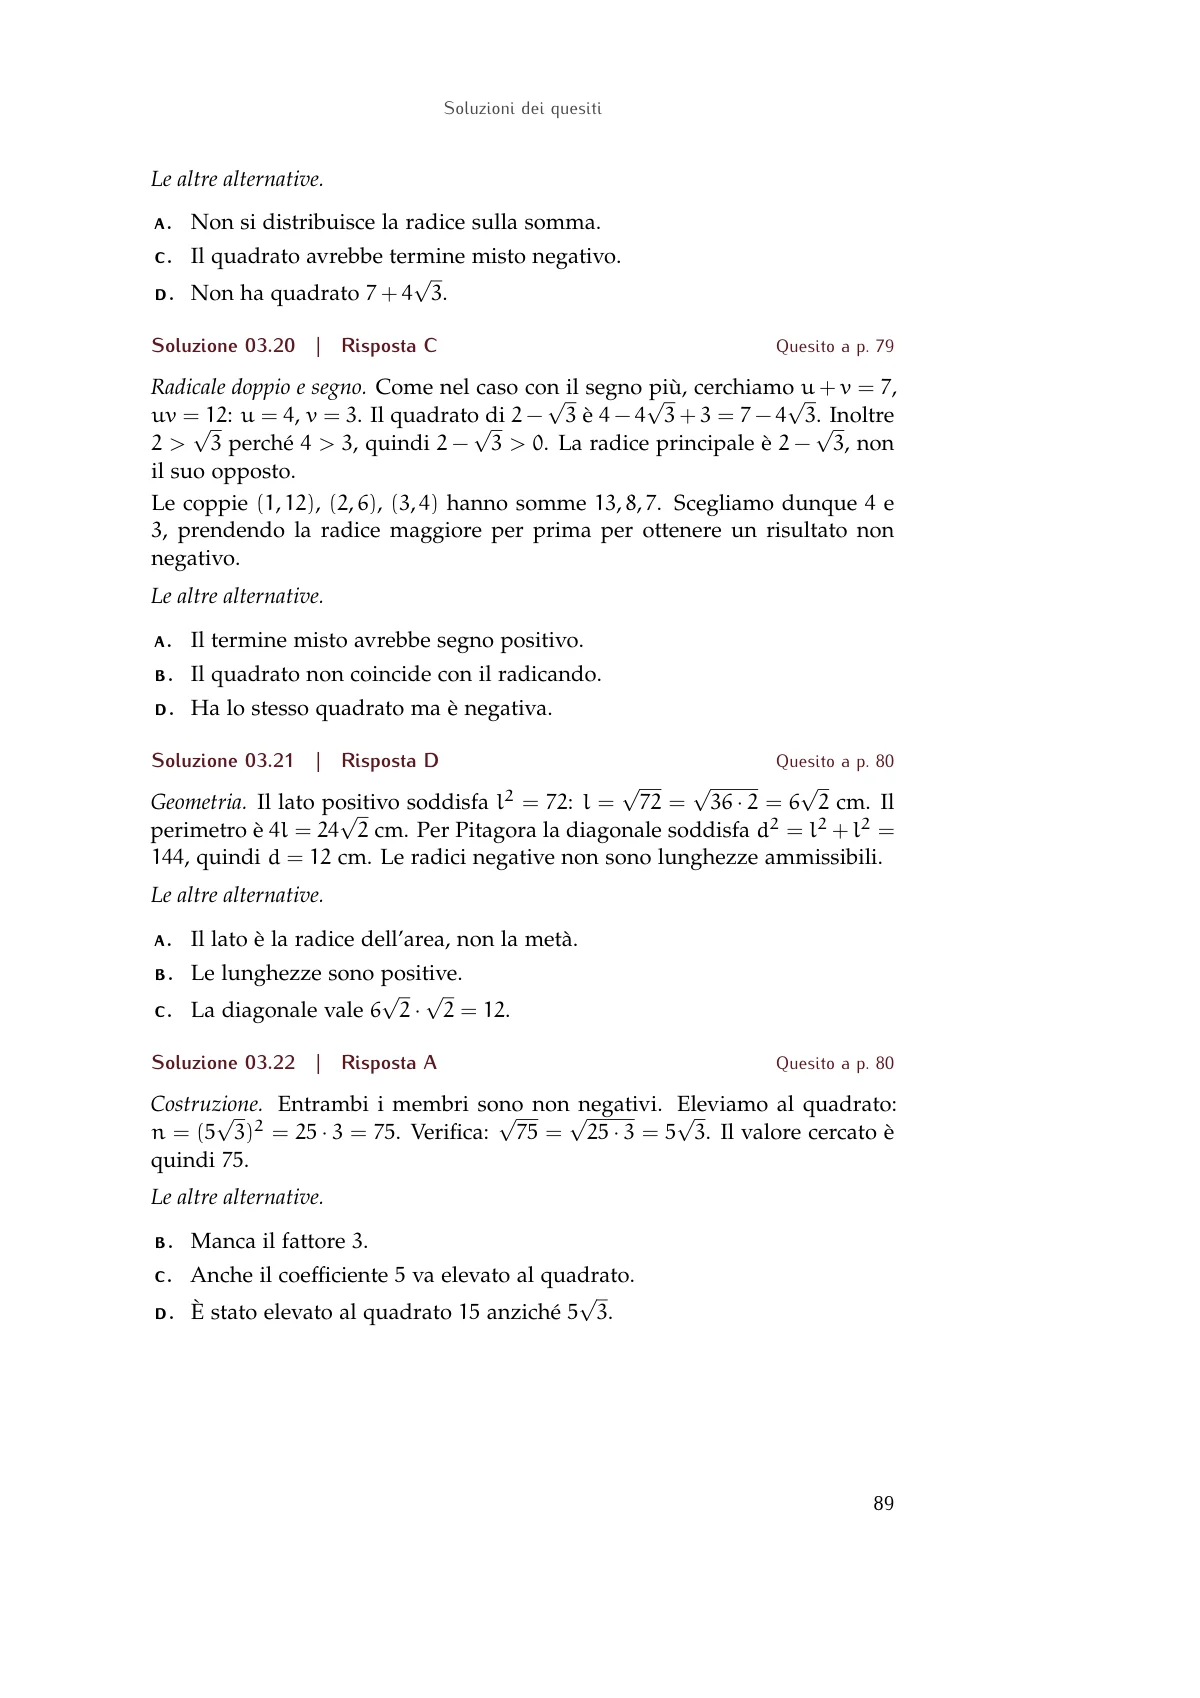 Soluzioni dei quesiti
Le altre alternative.
A. Non si distribuisce la radice sulla somma.
C. Il quadrato avrebbe termine misto negativo.
D. Non ha quadrato 7 + 4√3.
Soluzione 03.20 | Risposta C Quesito a p. 79
Radicale doppio e segno. Come nel caso con il segno più, cerchiamo u + v = 7,
uv = 12: u = 4, v = 3. Il quadrato di 2 − √3 è 4 − 4√3 + 3 = 7 − 4√3. Inoltre
2 > √3 perché 4 > 3, quindi 2 − √3 > 0. La radice principale è 2 − √3, non
il suo opposto.
Le coppie (1, 12), (2, 6), (3, 4) hanno somme 13, 8, 7. Scegliamo dunque 4 e
3, prendendo la radice maggiore per prima per ottenere un risultato non
negativo.
Le altre alternative.
A. Il termine misto avrebbe segno positivo.
B. Il quadrato non coincide con il radicando.
D. Ha lo stesso quadrato ma è negativa.
Soluzione 03.21 | Risposta D Quesito a p. 80
Geometria. Il lato positivo soddisfa l² = 72: l = √72 = √36 · 2 = 6√2 cm. Il
perimetro è 4l = 24√2 cm. Per Pitagora la diagonale soddisfa d² = l² + l² =
144, quindi d = 12 cm. Le radici negative non sono lunghezze ammissibili.
Le altre alternative.
A. Il lato è la radice dell'area, non la metà.
B. Le lunghezze sono positive.
C. La diagonale vale 6√2 · √2 = 12.
Soluzione 03.22 | Risposta A Quesito a p. 80
Costruzione. Entrambi i membri sono non negativi. Eleviamo al quadrato:
n = (5√3)² = 25 · 3 = 75. Verifica: √75 = √25 · 3 = 5√3. Il valore cercato è
quindi 75.
Le altre alternative.
B. Manca il fattore 3.
C. Anche il coefficiente 5 va elevato al quadrato.
D. È stato elevato al quadrato 15 anziché 5√3.
89